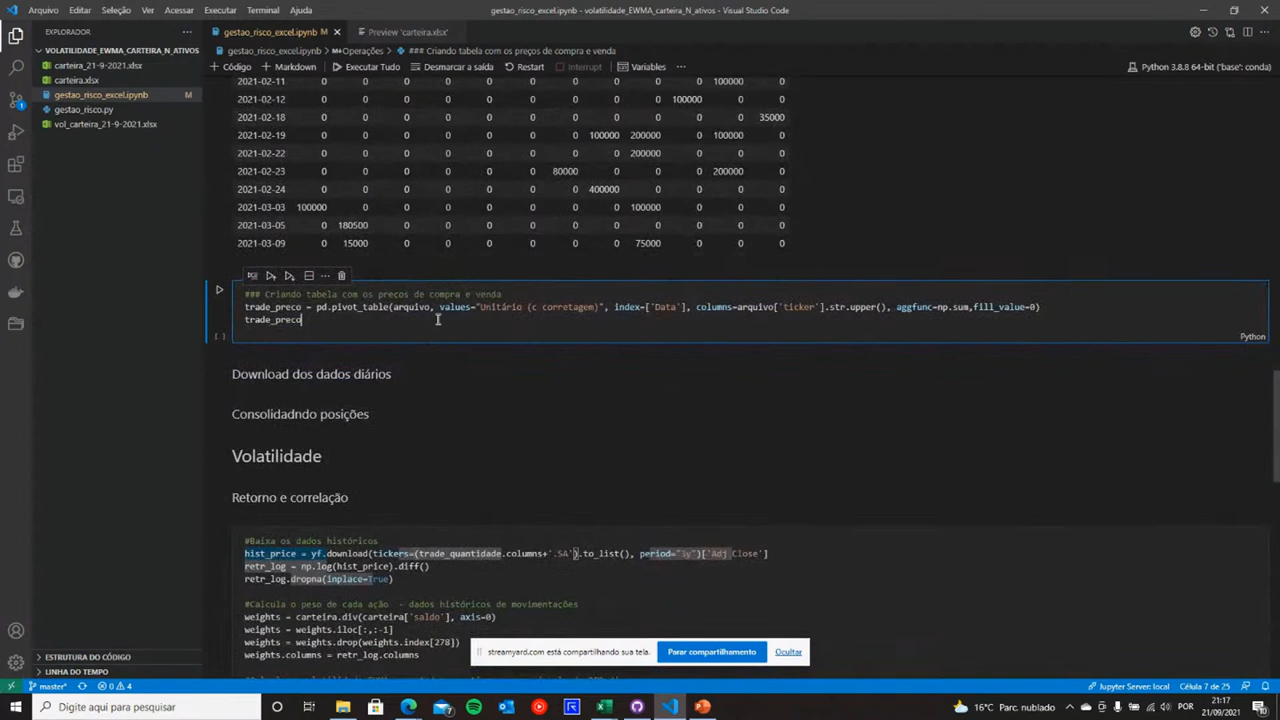 Arquivo Editar Seleção Ver Acessar Executar Terminal Ajuda
gestao_risco_excel.ipynb - volatilidade_EWMA_carteira_N_ativos - Visual Studio Code
EXPLORADOR ···
VOLATILIDADE_EWMA_CARTEIRA_N_ATIVOS
carteira_21-9-2021.xlsx
carteira.xlsx
gestao_risco_excel.ipynb M
gestao_risco.py
vol_carteira_21-9-2021.xlsx
ESTRUTURA DO CÓDIGO
LINHA DO TEMPO
gestao_risco_excel.ipynb M × Preview 'carteira.xlsx'
gestao_risco_excel.ipynb > M↓Operações > ### Criando tabela com os preços de compra e venda
+ Código + Markdown Executar Tudo Desmarcar a saída Restart Interrupt Variables ··· Python 3.8.8 64-bit ('base': conda)
2021-02-11 0 0 0 0 0 0 0 0 100000 0
2021-02-12 0 0 0 0 0 0 0 100000 0 0
2021-02-18 0 0 0 0 0 0 0 0 0 35000
2021-02-19 0 0 0 0 0 0 100000 200000 0 100000 0
2021-02-22 0 0 0 0 0 0 0 200000 0 0 0
2021-02-23 0 0 0 0 0 80000 0 0 0 200000 0
2021-02-24 0 0 0 0 0 0 400000 0 0 0 0
2021-03-03 100000 0 0 0 0 0 0 100000 0 0 0
2021-03-05 0 180500 0 0 0 0 0 0 0 0 0
2021-03-09 0 15000 0 0 0 0 0 75000 0 0 0
### Criando tabela com os precos de compra e venda
trade_preco = pd.pivot_table(arquivo, values="Unitário (c corretagem)", index=['Data'], columns=arquivo['ticker'].str.upper(), aggfunc=np.sum,fill_value=0)
trade_preco
[ ] Python
Download dos dados diários
Consolidadndo posições
Volatilidade
Retorno e correlação
#Baixa os dados históricos
hist_price = yf.download(tickers=(trade_quantidade.columns+'.SA').to_list(), period="1y")['Adj Close']
retr_log = np.log(hist_price).diff()
retr_log.dropna(inplace=True)
#Calcula o peso de cada ação - dados históricos de movimentações
weights = carteira.div(carteira['saldo'], axis=0)
weights = weights.iloc[:,:-1]
weights = weights.drop(weights.index[278])
weights.columns = retr_log.columns
streamyard.com está compartilhando sua tela. Parar compartilhamento Ocultar
master* 0 4 Jupyter Server: local Célula 7 de 25
Digite aqui para pesquisar
16°C Parc. nublado POR 21:17
21/09/2021